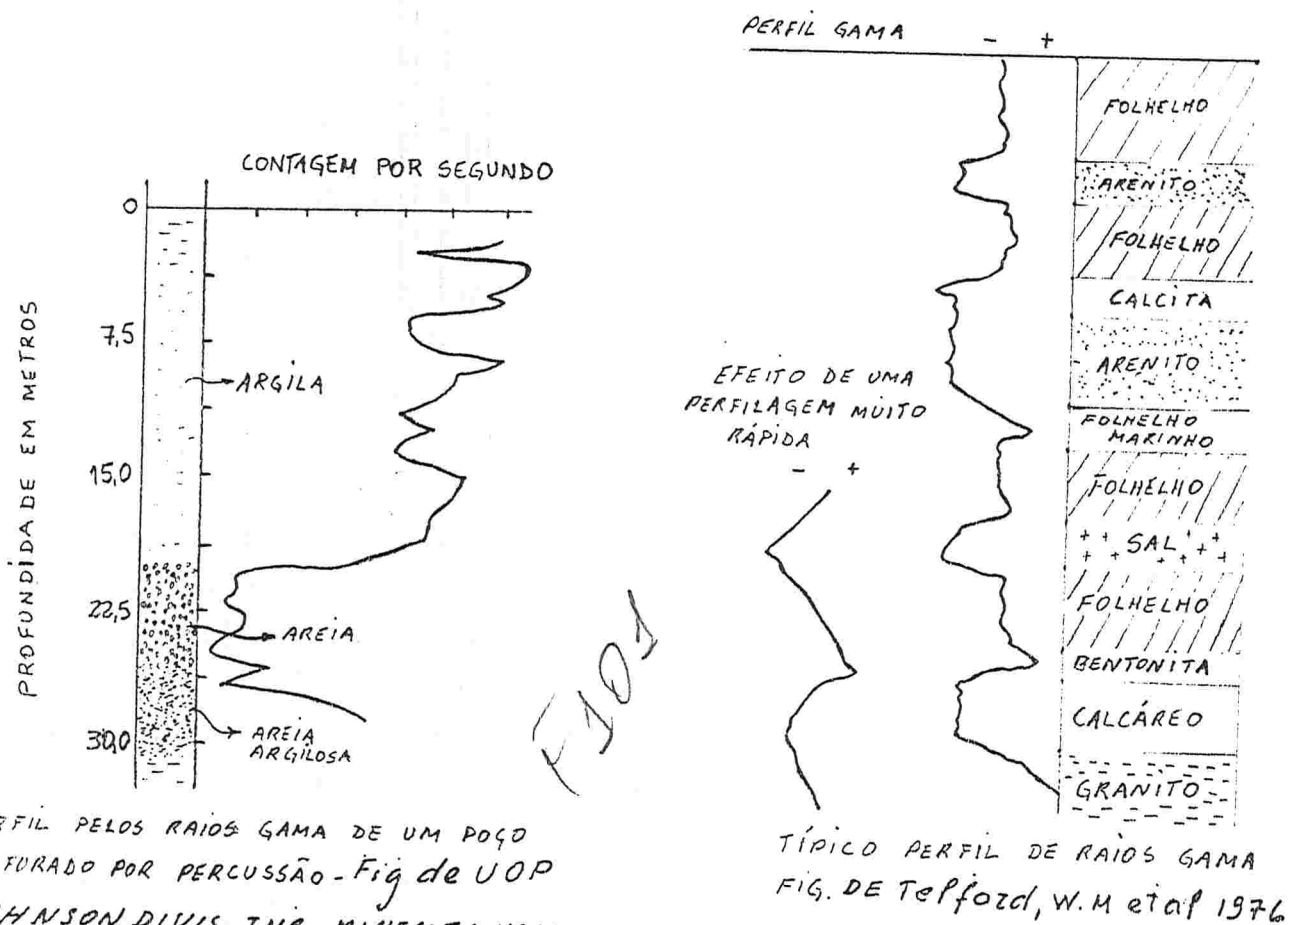 CONTAGEM POR SEGUNDO
PROFUNDIDADE EM METROS
0
7,5
15,0
22,5
30,0
ARGILA
AREIA
AREIA
ARGILOSA
RFIL PELOS RAIOS GAMA DE UM POÇO
FURADO POR PERCUSSÃO - Fig de UOP
F101
PERFIL GAMA - +
FOLHELHO
ARENITO
FOLHELHO
CALCITA
ARENITO
FOLHELHO
MARINHO
FOLHELHO
SAL
FOLHELHO
BENTONITA
CALCÁREO
GRANITO
EFEITO DE UMA
PERFILAGEM MUITO
RÁPIDA
- +
TÍPICO PERFIL DE RAIOS GAMA
FIG. DE Telford, W. M et al 1976